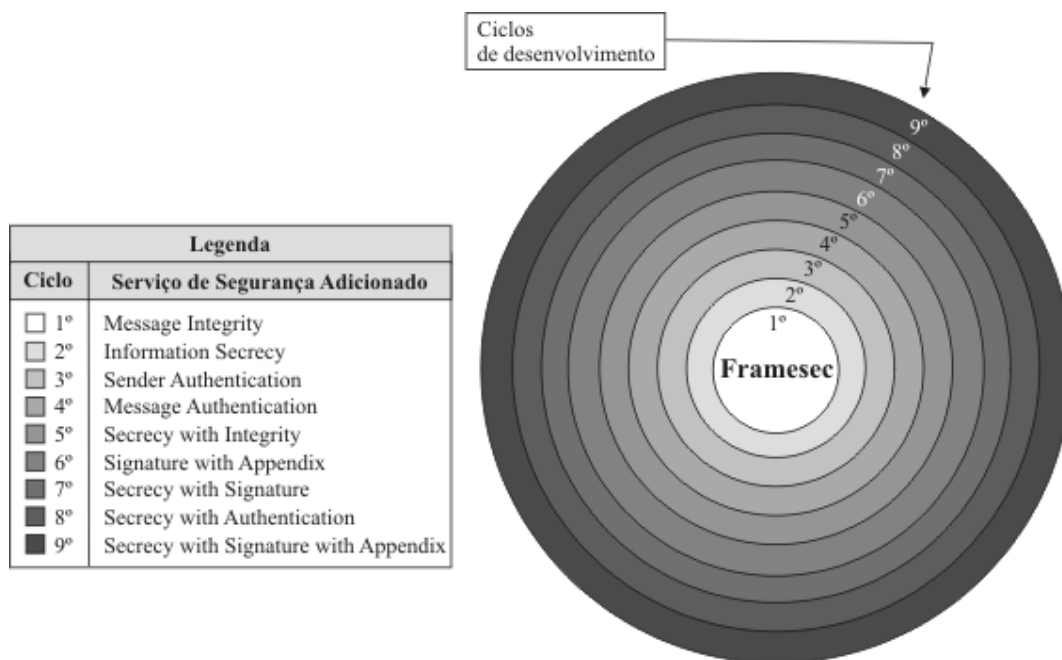 Ciclos
de desenvolvimento
9º
8º
7º
6º
5º
4º
3º
2º
1º
Framesec
Legenda
Ciclo Serviço de Segurança Adicionado
1º Message Integrity
2º Information Secrecy
3º Sender Authentication
4º Message Authentication
5º Secrecy with Integrity
6º Signature with Appendix
7º Secrecy with Signature
8º Secrecy with Authentication
9º Secrecy with Signature with Appendix